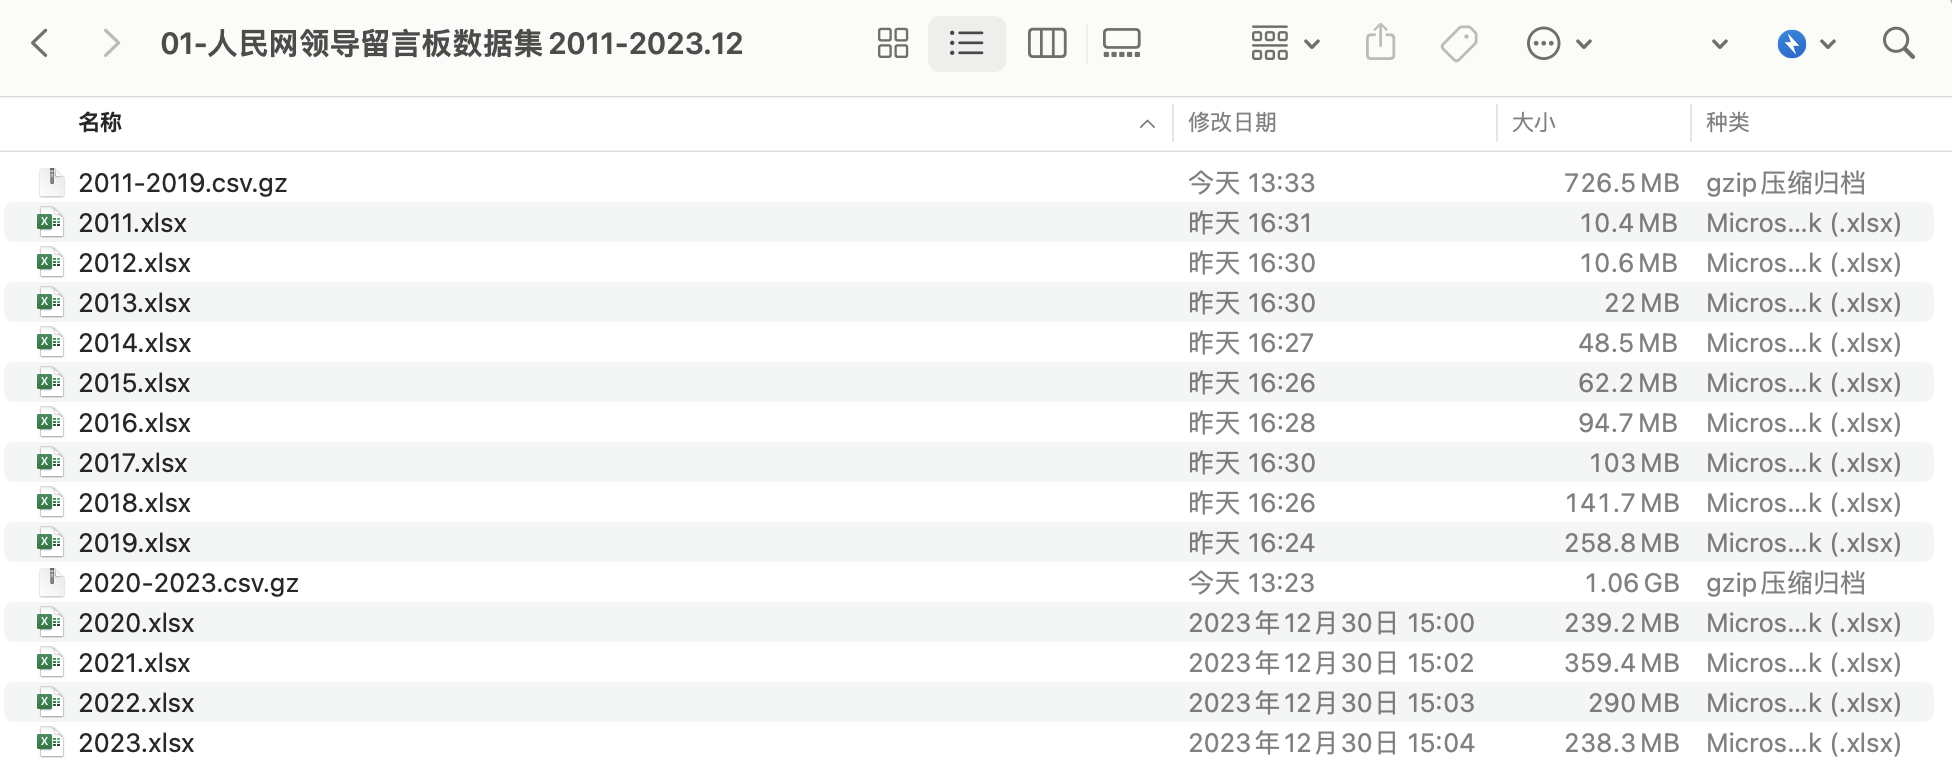 01-人民网领导留言板数据集2011-2023.12
名称 修改日期 大小 种类
2011-2019.csv.gz 今天 13:33 726.5 MB gzip压缩归档
2011.xlsx 昨天 16:31 10.4 MB Micros...k (.xlsx)
2012.xlsx 昨天 16:30 10.6 MB Micros...k (.xlsx)
2013.xlsx 昨天 16:30 22 MB Micros...k (.xlsx)
2014.xlsx 昨天 16:27 48.5 MB Micros...k (.xlsx)
2015.xlsx 昨天 16:26 62.2 MB Micros...k (.xlsx)
2016.xlsx 昨天 16:28 94.7 MB Micros...k (.xlsx)
2017.xlsx 昨天 16:30 103 MB Micros...k (.xlsx)
2018.xlsx 昨天 16:26 141.7 MB Micros...k (.xlsx)
2019.xlsx 昨天 16:24 258.8 MB Micros...k (.xlsx)
2020-2023.csv.gz 今天 13:23 1.06 GB gzip压缩归档
2020.xlsx 2023年12月30日 15:00 239.2 MB Micros...k (.xlsx)
2021.xlsx 2023年12月30日 15:02 359.4 MB Micros...k (.xlsx)
2022.xlsx 2023年12月30日 15:03 290 MB Micros...k (.xlsx)
2023.xlsx 2023年12月30日 15:04 238.3 MB Micros...k (.xlsx)